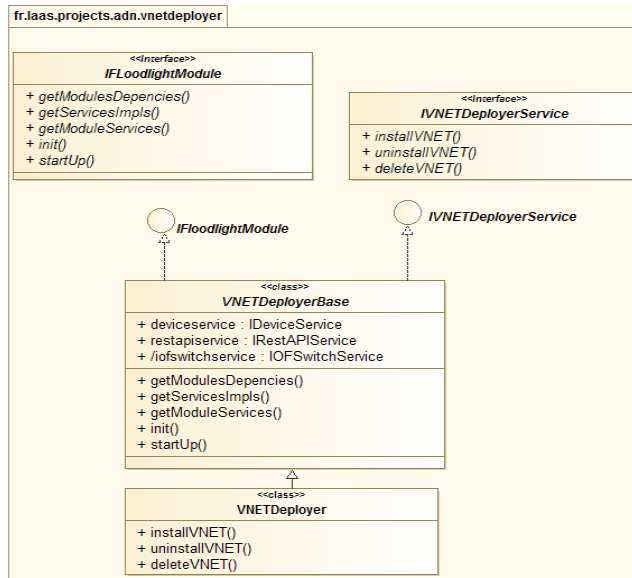 fr.laas.projects.adn.vnetdeployer
<<Interface>>
IFLoodlightModule
+ getModulesDepencies()
+ getServicesImpls()
+ getModuleServices()
+ init()
+ startUp()
<<Interface>>
IVNETDeployerService
+ installVNET()
+ uninstallVNET()
+ deleteVNET()
IFloodlightModule
IVNETDeployerService
<<class>>
VNETDeployerBase
+ deviceservice : IDeviceService
+ restapiservice : IRestAPIService
+ /iofswitchservice : IOFSwitchService
+ getModulesDepencies()
+ getServicesImpls()
+ getModuleServices()
+ init()
+ startUp()
<<class>>
VNETDeployer
+ installVNET()
+ uninstallVNET()
+ deleteVNET()